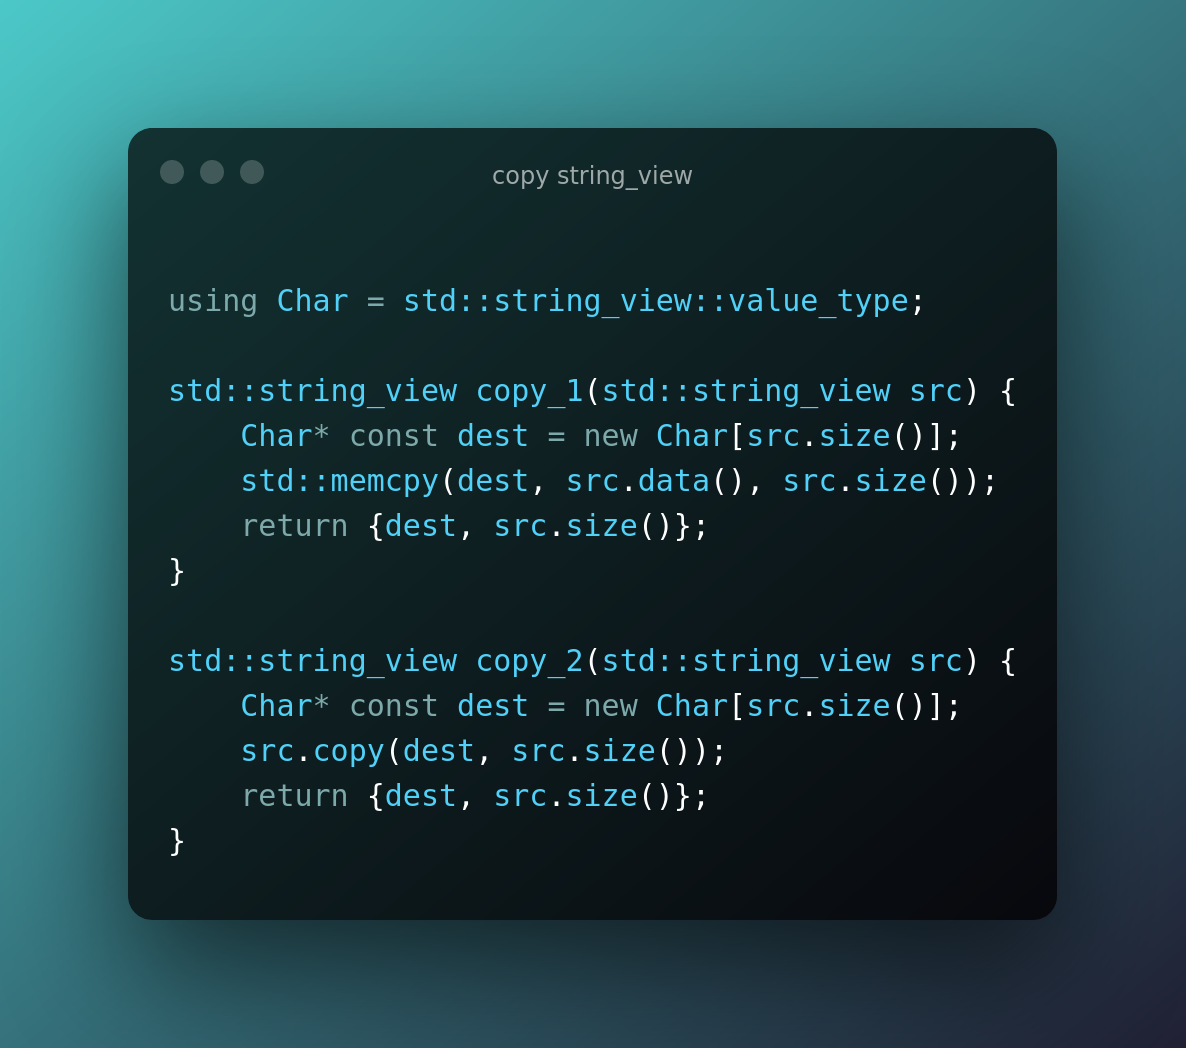 copy string_view
using Char = std::string_view::value_type;
std::string_view copy_1(std::string_view src) {
    Char* const dest = new Char[src.size()];
    std::memcpy(dest, src.data(), src.size());
    return {dest, src.size()};
}
std::string_view copy_2(std::string_view src) {
    Char* const dest = new Char[src.size()];
    src.copy(dest, src.size());
    return {dest, src.size()};
}